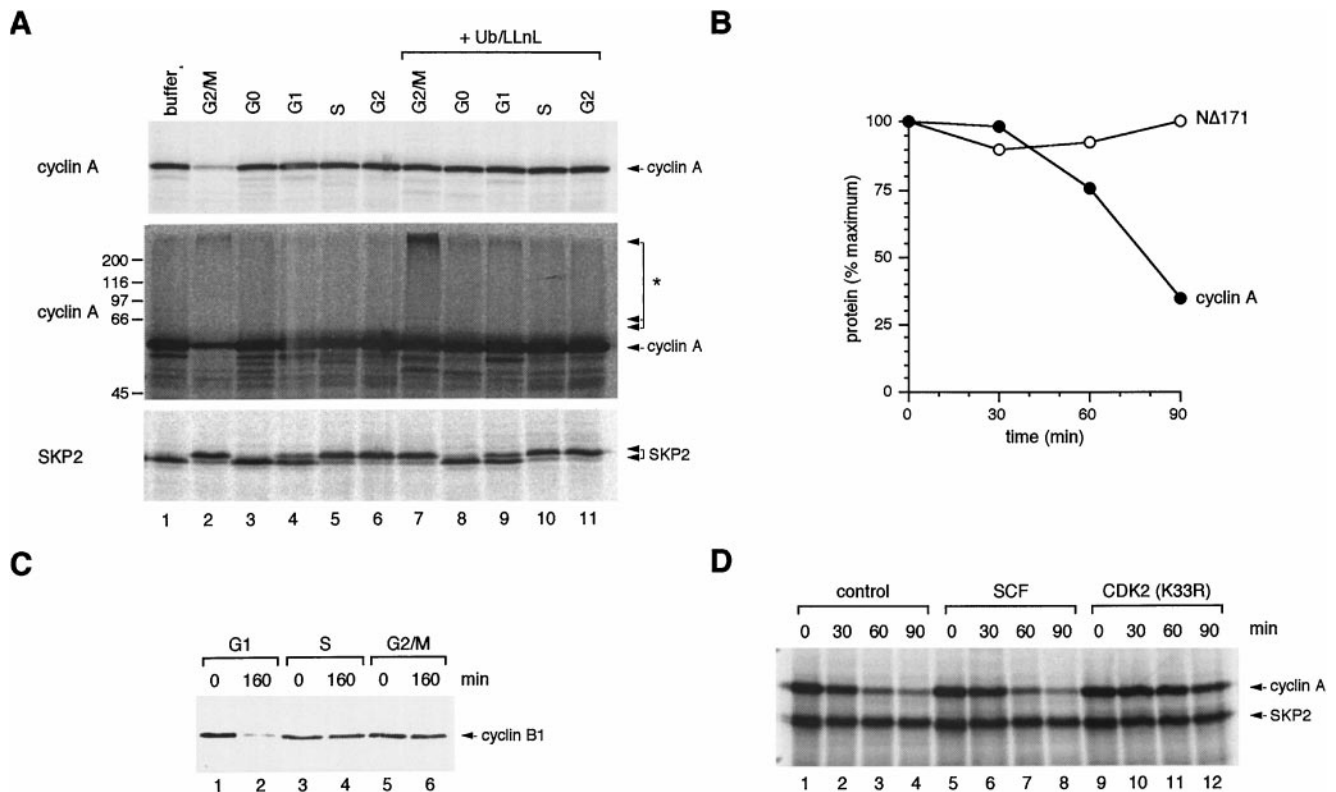 A
+ Ub/LLnL
buffer G2/M G0 G1 S G2 G2/M G0 G1 S G2
cyclin A
cyclin A
200
116
97
66
45
*
cyclin A
cyclin A
SKP2
SKP2
1 2 3 4 5 6 7 8 9 10 11
B
protein (% maximum)
100
75
50
25
0
0 30 60 90
time (min)
NΔ171
cyclin A
C
G1 S G2/M
0 160 0 160 0 160 min
cyclin B1
1 2 3 4 5 6
D
control SCF CDK2 (K33R)
0 30 60 90 0 30 60 90 0 30 60 90 min
cyclin A
SKP2
1 2 3 4 5 6 7 8 9 10 11 12